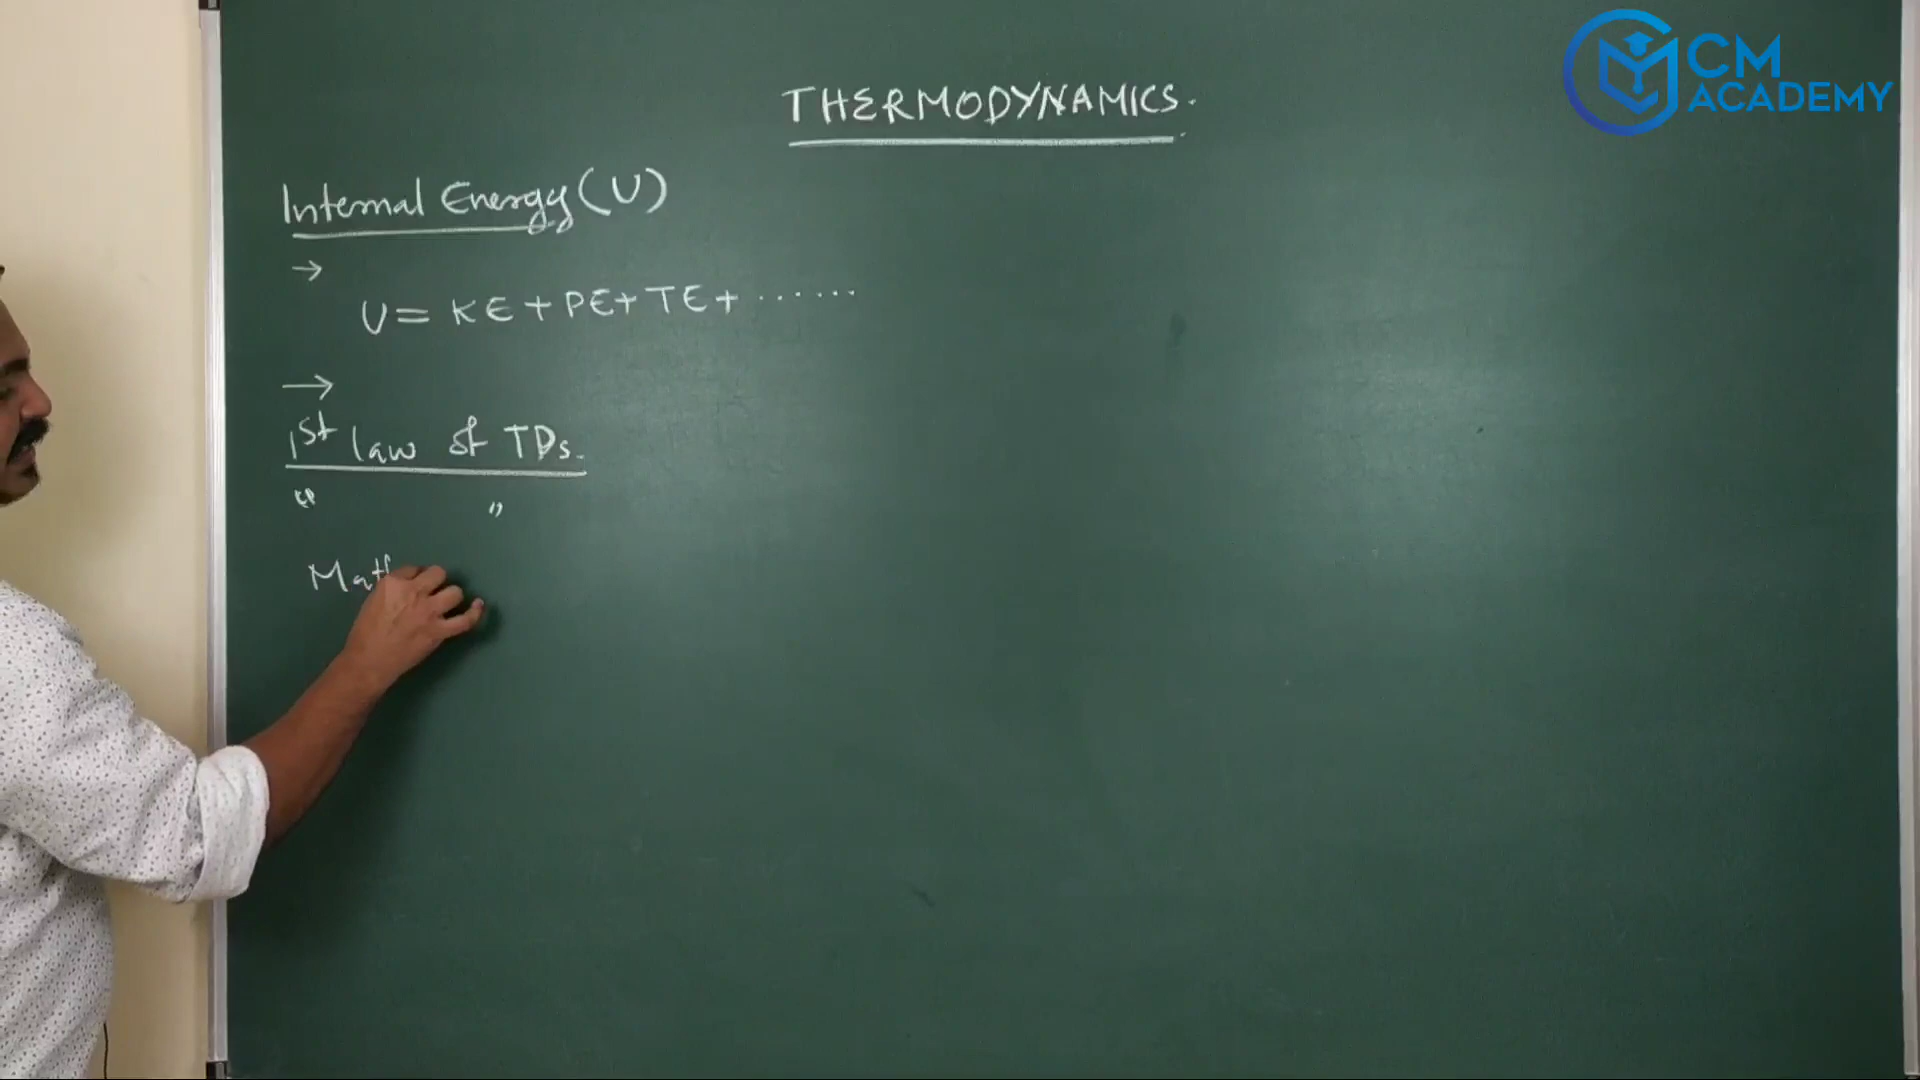 CM
ACADEMY
THERMODYNAMICS.
Internal Energy (U)
→
U = KE + PE + TE + ......
→
1st law of TDs.
“ ”
Math